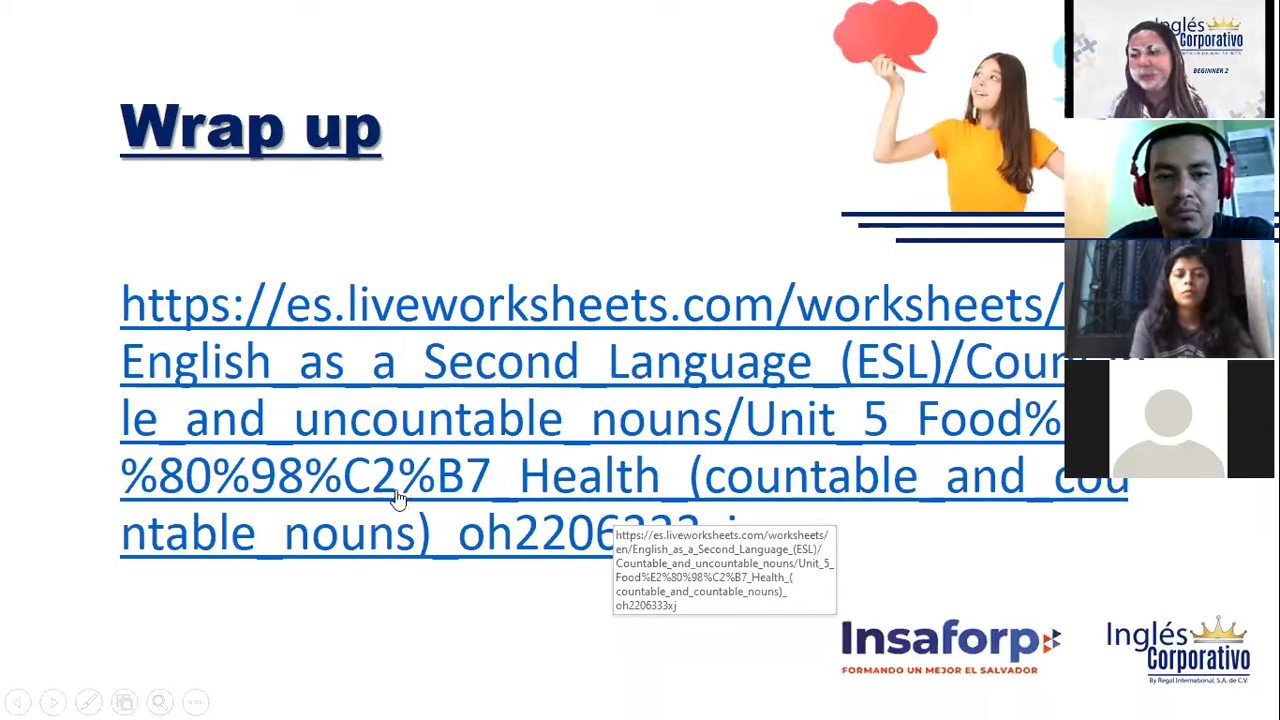 Wrap up
https://es.liveworksheets.com/worksheets/
English_as_a_Second_Language_(ESL)/Coun
le_and_uncountable_nouns/Unit_5_Food%
%80%98%C2%B7_Health_(countable_and_cou
ntable_nouns)_oh2206333xj
https://es.liveworksheets.com/worksheets/
en/English_as_a_Second_Language_(ESL)/
Countable_and_uncountable_nouns/Unit_5_
Food%E2%80%98%C2%B7_Health_(
countable_and_countable_nouns)_
oh2206333xj
Inglés
Corporativo
BEGINNER 2
Insaforp
FORMANDO UN MEJOR EL SALVADOR
Inglés
Corporativo
By Regal International, S.A. de C.V.